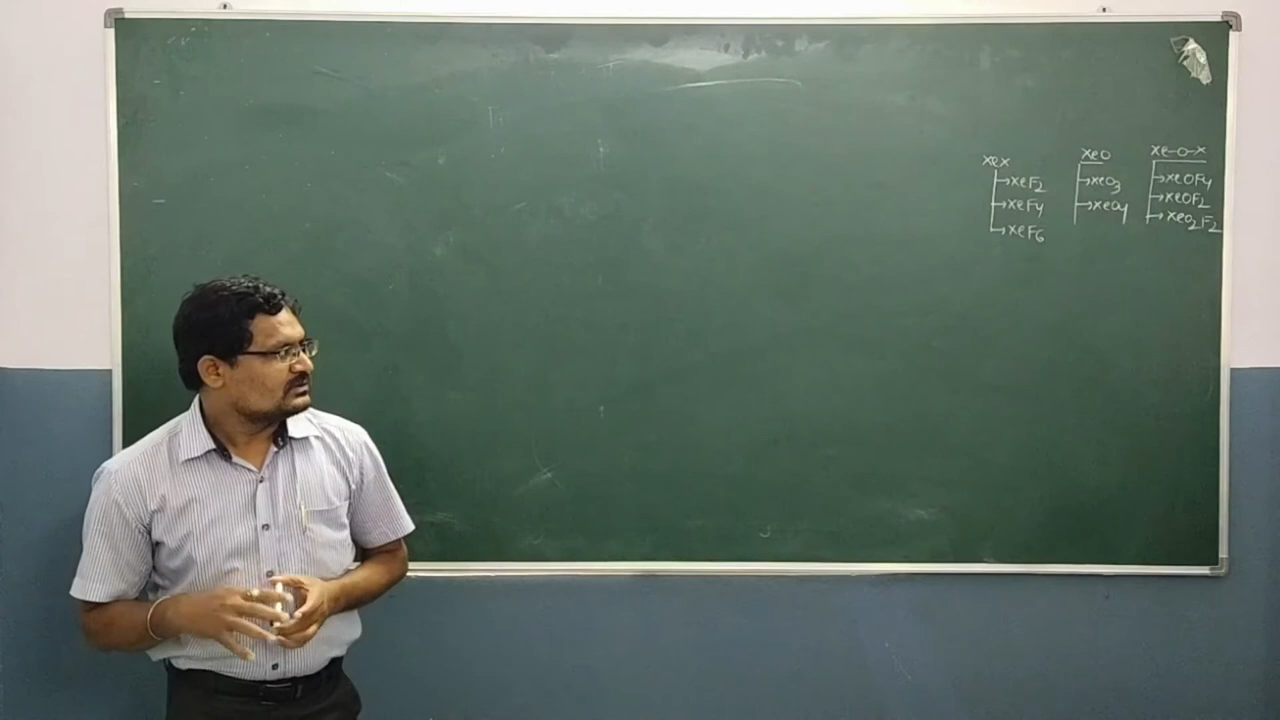 xex
→xeF2
→xeF4
→xeF6
xeO
→xeO3
→xeO4
xe-O-x
→xeOF4
→xeOF2
→xeO2F2